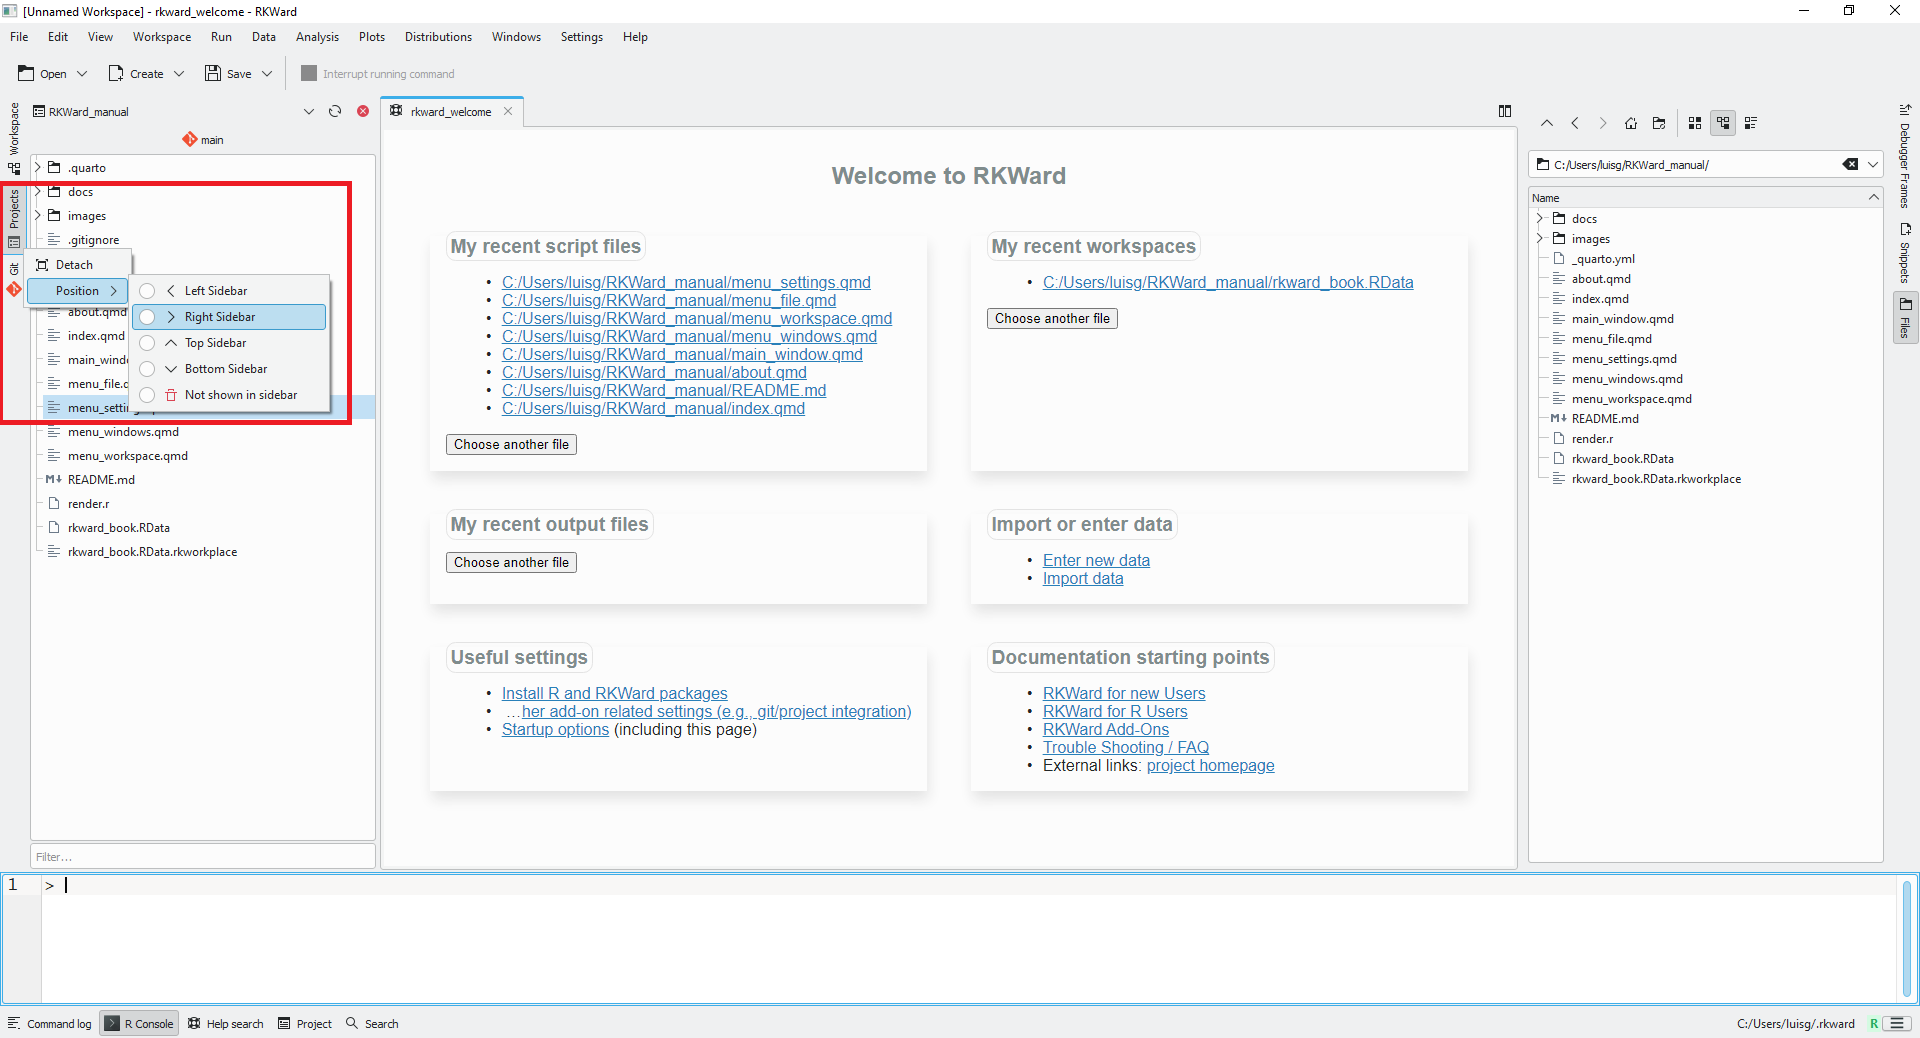 [Unnamed Workspace] - rkward_welcome - RKWard
File Edit View Workspace Run Data Analysis Plots Distributions Windows Settings Help
Open Create Save Interrupt running command
Workspace
Projects
Git
RKWard_manual
main
.quarto
docs
images
.gitignore
Detach
Position
Left Sidebar
Right Sidebar
Top Sidebar
Bottom Sidebar
Not shown in sidebar
about.qmd
index.qmd
main_wind
menu_file.
menu_setti
menu_windows.qmd
menu_workspace.qmd
README.md
render.r
rkward_book.RData
rkward_book.RData.rkworkplace
Filter...
rkward_welcome
Welcome to RKWard
My recent script files
C:/Users/luisg/RKWard_manual/menu_settings.qmd
C:/Users/luisg/RKWard_manual/menu_file.qmd
C:/Users/luisg/RKWard_manual/menu_workspace.qmd
C:/Users/luisg/RKWard_manual/menu_windows.qmd
C:/Users/luisg/RKWard_manual/main_window.qmd
C:/Users/luisg/RKWard_manual/about.qmd
C:/Users/luisg/RKWard_manual/README.md
C:/Users/luisg/RKWard_manual/index.qmd
Choose another file
My recent workspaces
C:/Users/luisg/RKWard_manual/rkward_book.RData
Choose another file
My recent output files
Choose another file
Import or enter data
Enter new data
Import data
Useful settings
Install R and RKWard packages
...her add-on related settings (e.g., git/project integration)
Startup options (including this page)
Documentation starting points
RKWard for new Users
RKWard for R Users
RKWard Add-Ons
Trouble Shooting / FAQ
External links: project homepage
C:/Users/luisg/RKWard_manual/
Name
docs
images
_quarto.yml
about.qmd
index.qmd
main_window.qmd
menu_file.qmd
menu_settings.qmd
menu_windows.qmd
menu_workspace.qmd
README.md
render.r
rkward_book.RData
rkward_book.RData.rkworkplace
Debugger Frames
Snippets
Files
1 >
Command log R Console Help search Project Search C:/Users/luisg/.rkward R